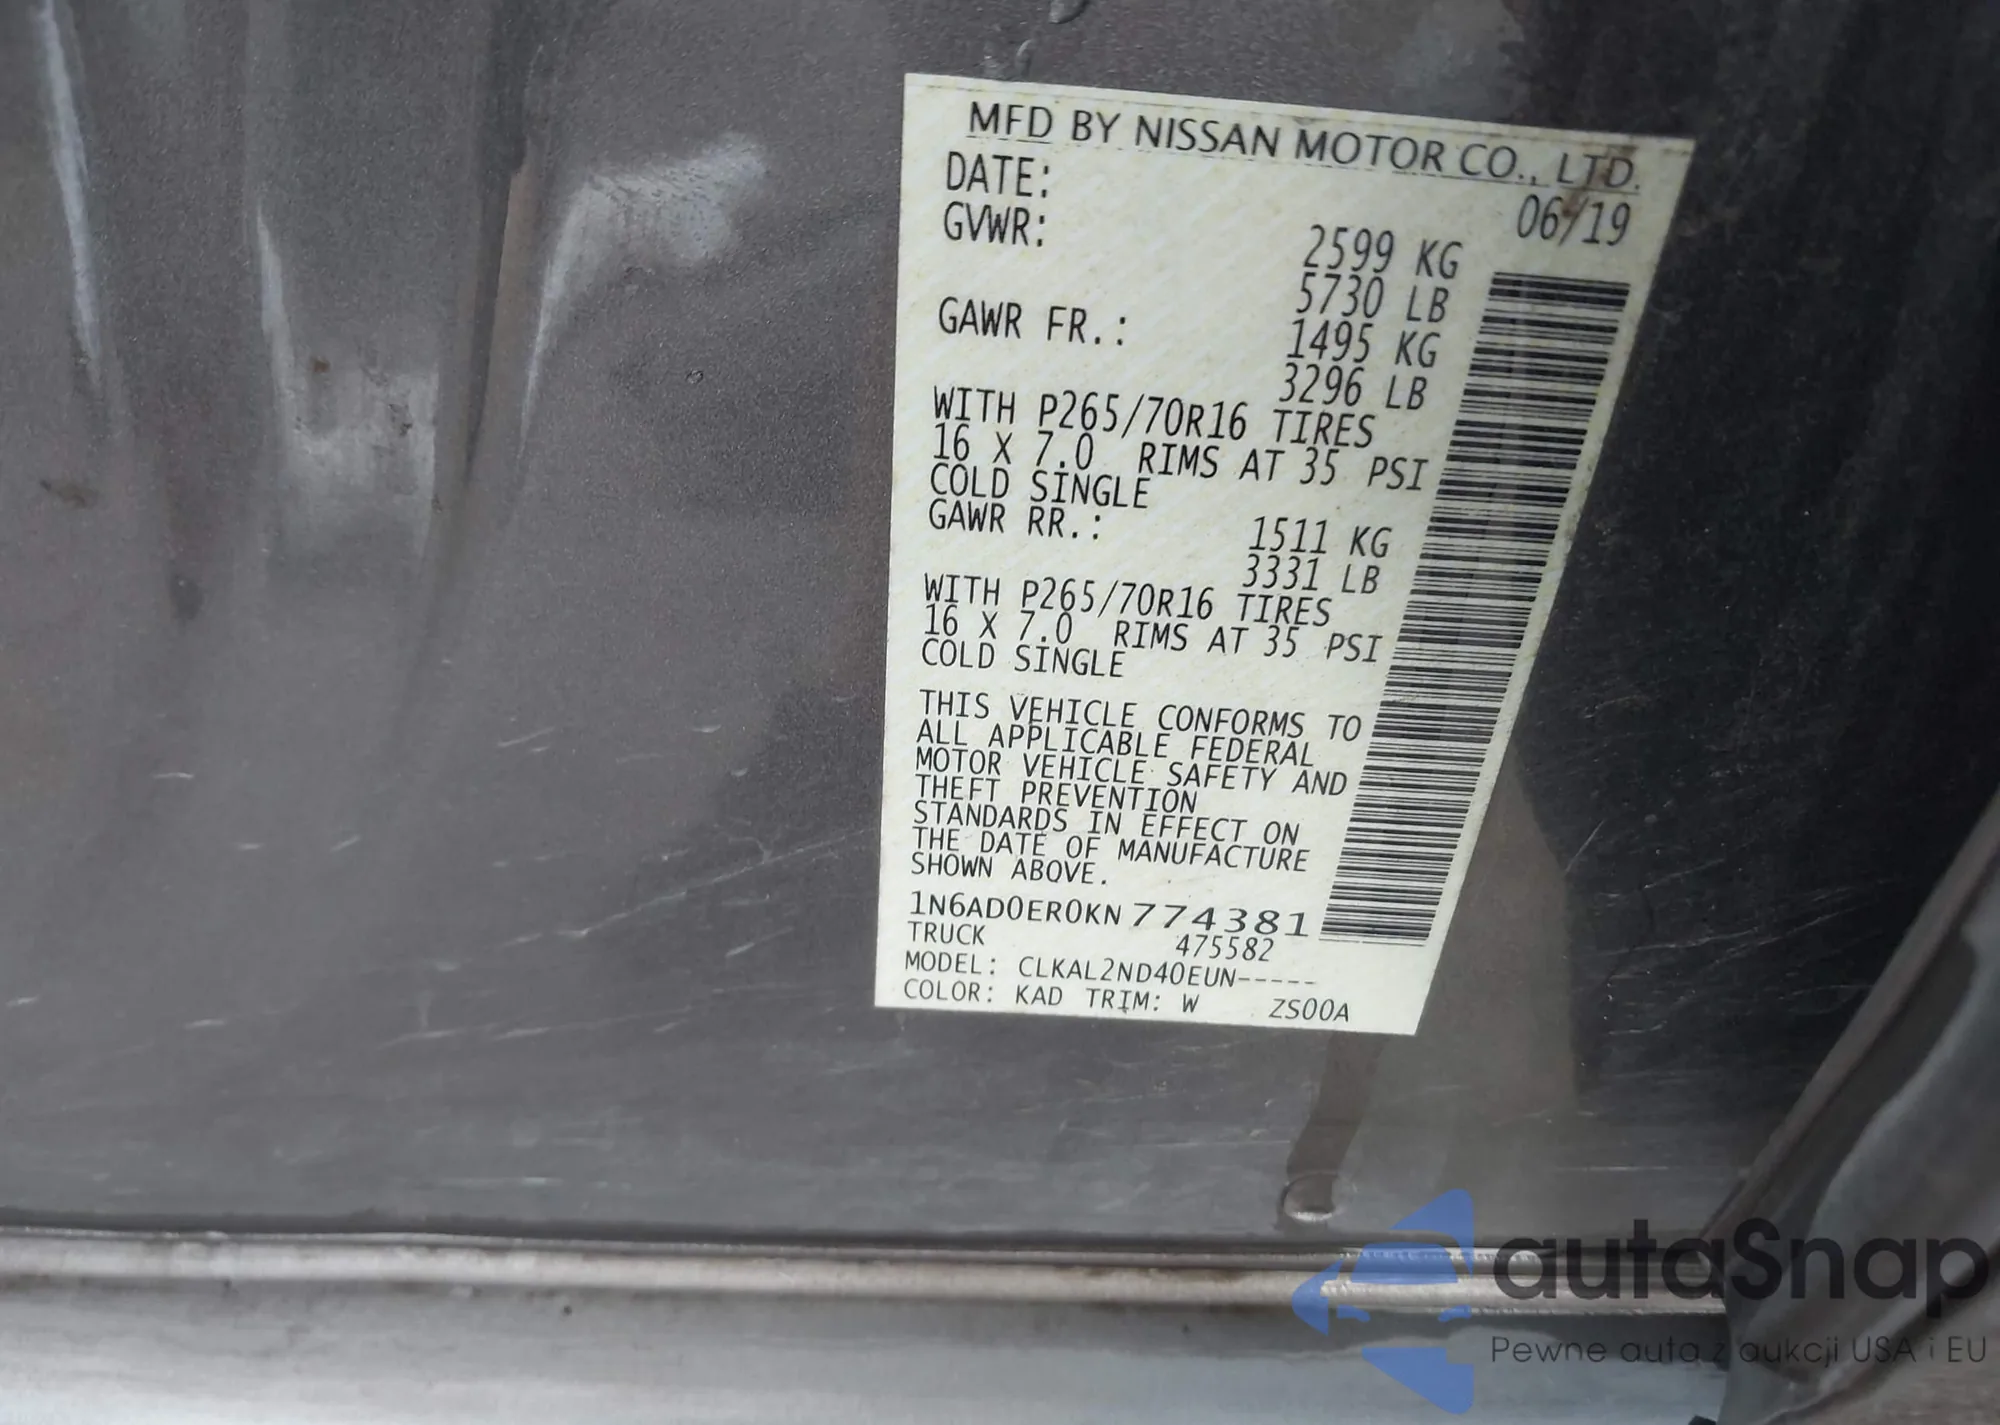 MFD BY NISSAN MOTOR CO., LTD.
DATE: 06/19
GVWR: 2599 KG
5730 LB
GAWR FR.: 1495 KG
3296 LB
WITH P265/70R16 TIRES
16 X 7.0 RIMS AT 35 PSI
COLD SINGLE
GAWR RR.: 1511 KG
3331 LB
WITH P265/70R16 TIRES
16 X 7.0 RIMS AT 35 PSI
COLD SINGLE
THIS VEHICLE CONFORMS TO
ALL APPLICABLE FEDERAL
MOTOR VEHICLE SAFETY AND
THEFT PREVENTION
STANDARDS IN EFFECT ON
THE DATE OF MANUFACTURE
SHOWN ABOVE.
1N6AD0ER0KN774381
TRUCK 475582
MODEL: CLKAL2ND40EUN-----
COLOR: KAD TRIM: W ZS00A
autaSnap
Pewne auta z aukcji USA i EU